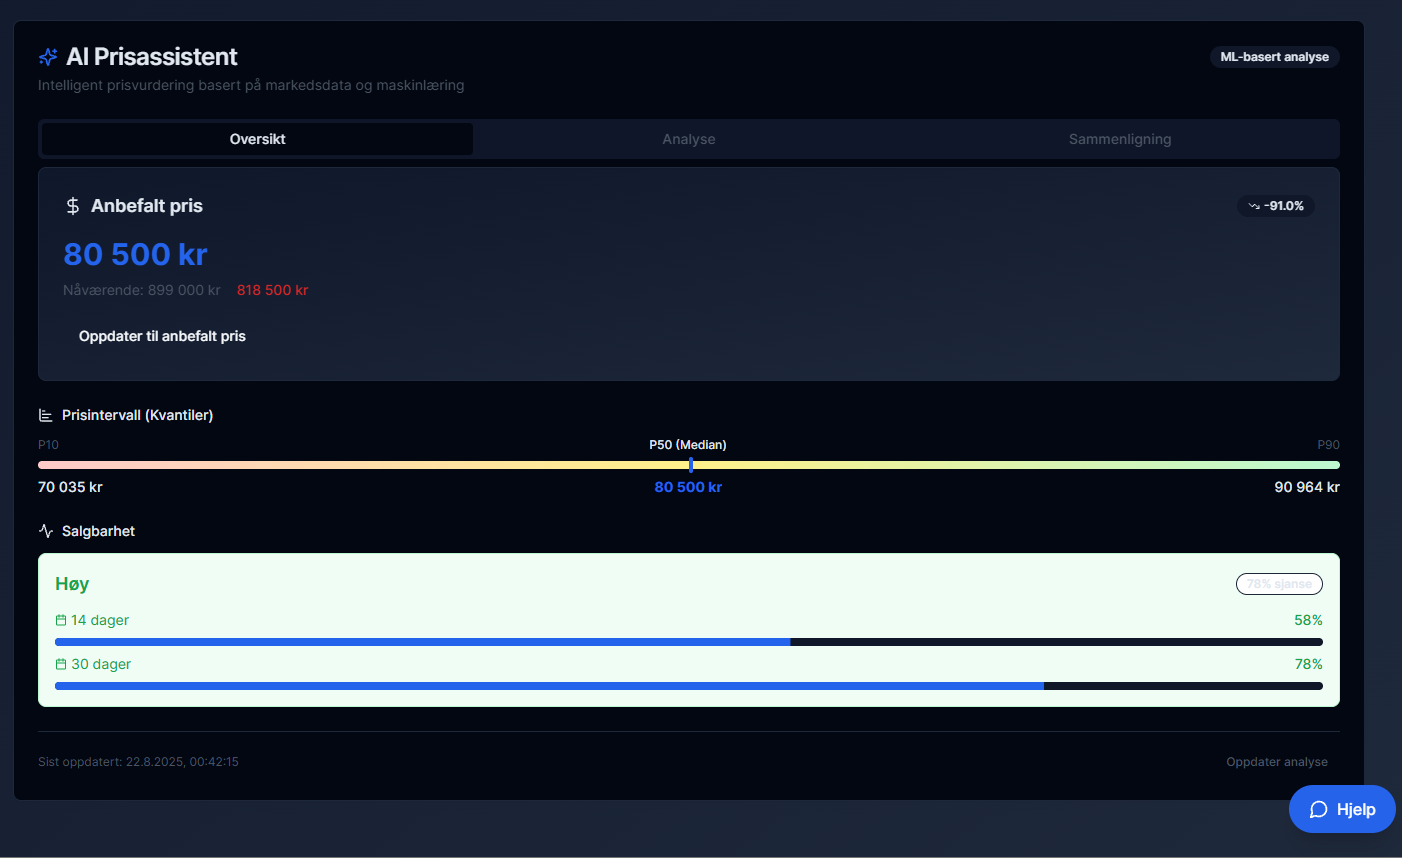 AI Prisassistent
ML-basert analyse
Intelligent prisvurdering basert på markedsdata og maskinlæring
Oversikt
Analyse
Sammenligning
Anbefalt pris
-91.0%
80 500 kr
Nåværende: 899 000 kr 818 500 kr
Oppdater til anbefalt pris
Prisintervall (Kvantiler)
P10
P50 (Median)
P90
70 035 kr
80 500 kr
90 964 kr
Salgbarhet
Høy
78% sjanse
14 dager
58%
30 dager
78%
Sist oppdatert: 22.8.2025, 00:42:15
Oppdater analyse
Hjelp